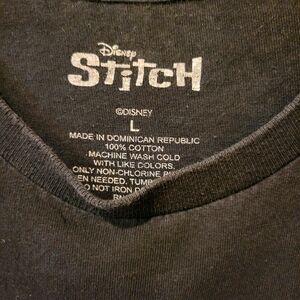 Disney
STiTCH
©DISNEY
L
MADE IN DOMINICAN REPUBLIC
100% COTTON
MACHINE WASH COLD
WITH LIKE COLORS.
ONLY NON-CHLORINE
EN NEEDED. TUMB
O NOT IRON